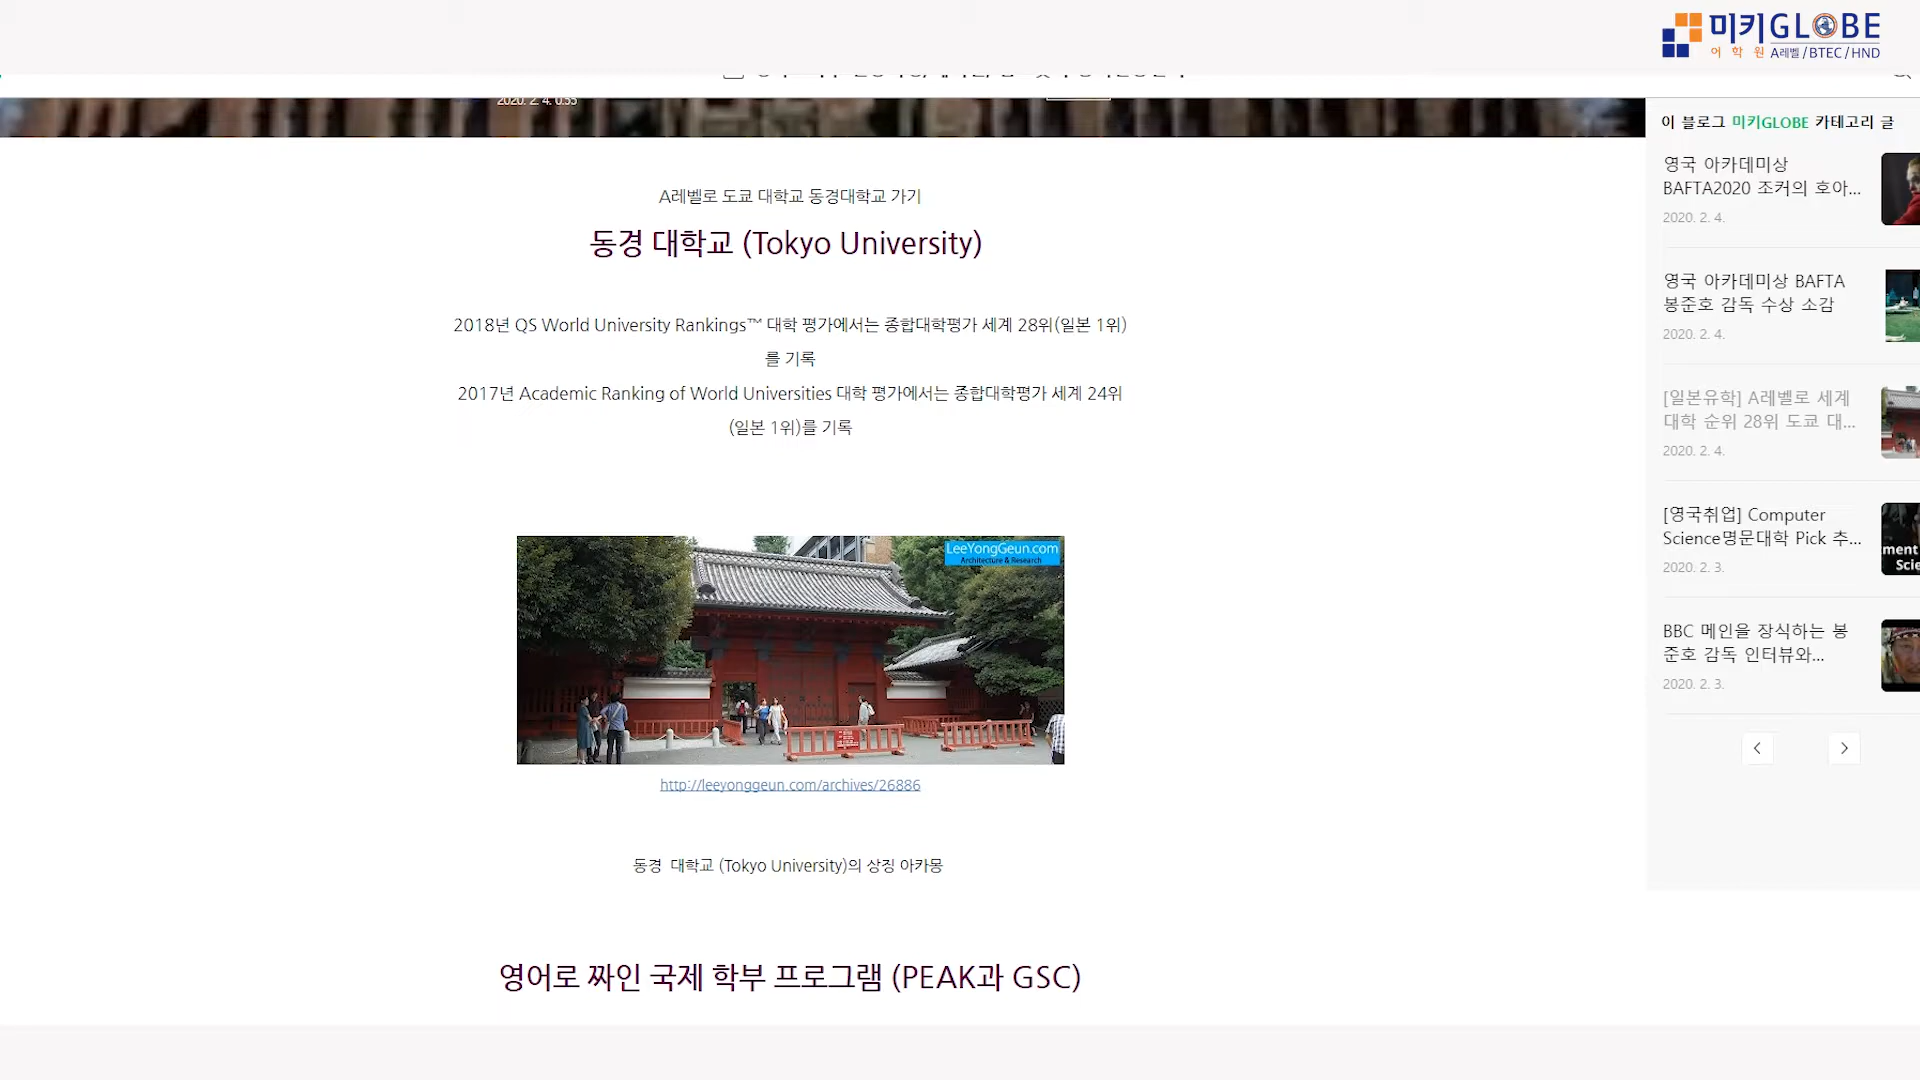 미키GLOBE
어학원 A레벨/BTEC/HND
2020. 2. 4. 0:55
A레벨로 도쿄 대학교 동경대학교 가기
동경 대학교 (Tokyo University)
2018년 QS World University Rankings™ 대학 평가에서는 종합대학평가 세계 28위(일본 1위)
를 기록
2017년 Academic Ranking of World Universities 대학 평가에서는 종합대학평가 세계 24위
(일본 1위)를 기록
LeeYongGeun.com
Architecture & Research
http://leeyonggeun.com/archives/26886
동경 대학교 (Tokyo University)의 상징 아카몽
영어로 짜인 국제 학부 프로그램 (PEAK과 GSC)
이 블로그 미키GLOBE 카테고리 글
영국 아카데미상
BAFTA2020 조커의 호아...
2020. 2. 4.
영국 아카데미상 BAFTA
봉준호 감독 수상 소감
2020. 2. 4.
[일본유학] A레벨로 세계
대학 순위 28위 도쿄 대...
2020. 2. 4.
[영국취업] Computer
Science명문대학 Pick 추...
2020. 2. 3.
ment
Scie
BBC 메인을 장식하는 봉
준호 감독 인터뷰와...
2020. 2. 3.